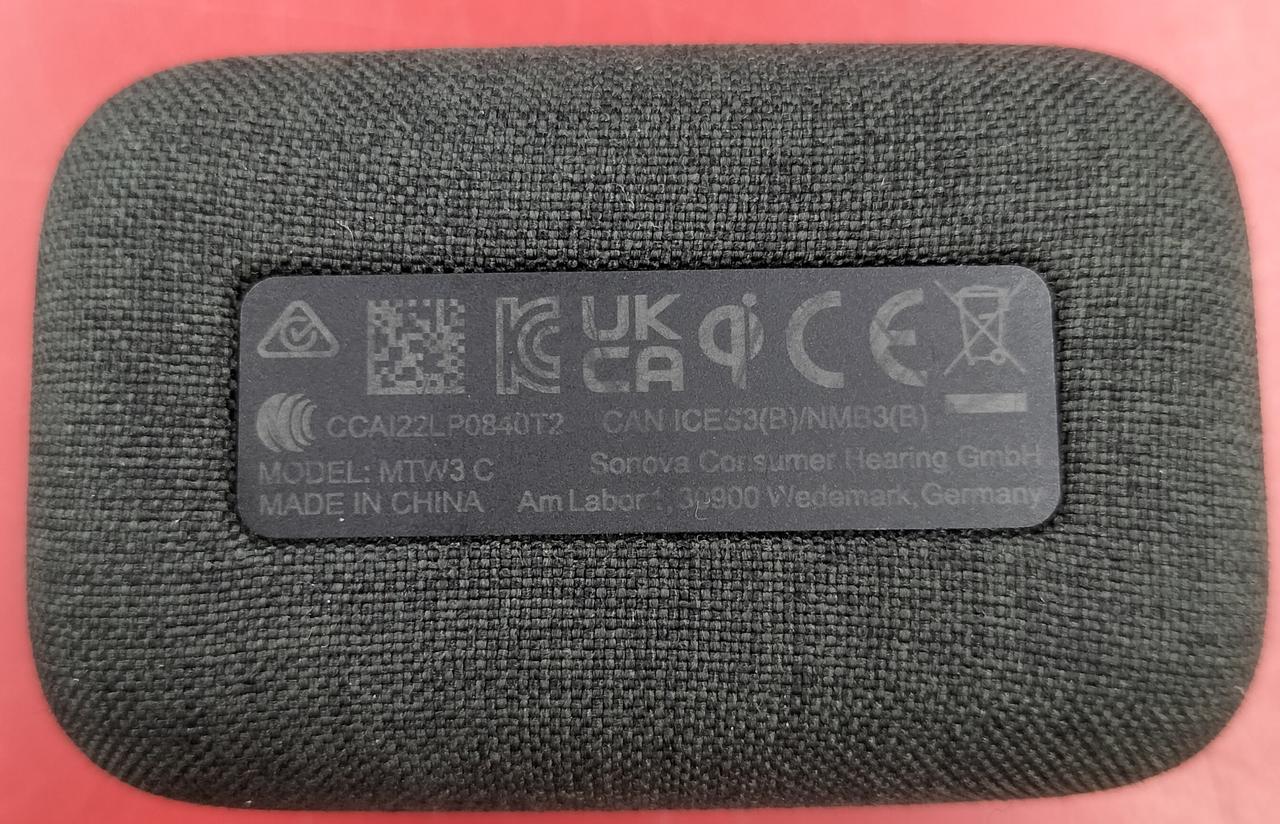 UK
CA
CE
CCAI22LP0840T2 CAN ICES3(B)/NMB3(B)
MODEL: MTW3 C Sonova Consumer Hearing GmbH
MADE IN CHINA Am Labor 1, 30900 Wedemark, Germany